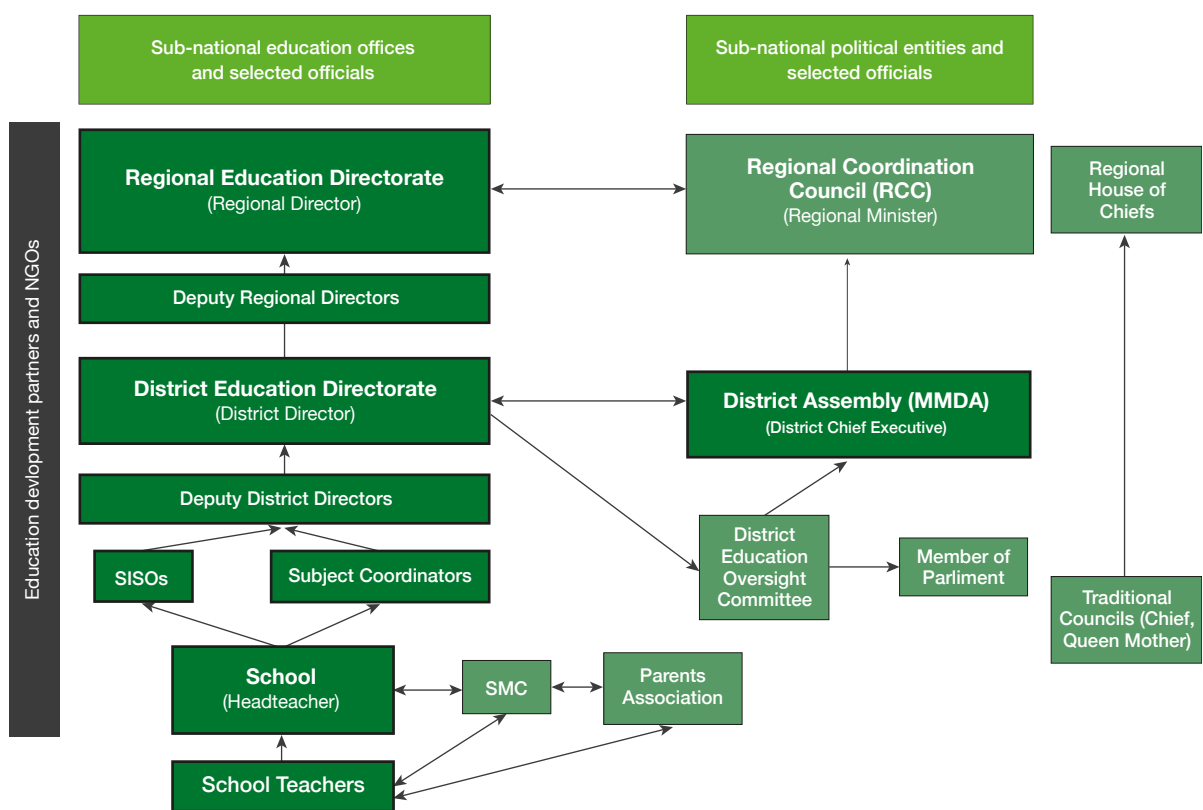 Sub-national education offices
and selected officials
Sub-national political entities and
selected officials
Education devlopment partners and NGOs
Regional Education Directorate
(Regional Director)
Regional Coordination
Council (RCC)
(Regional Minister)
Regional
House of
Chiefs
Deputy Regional Directors
District Education Directorate
(District Director)
District Assembly (MMDA)
(District Chief Executive)
Deputy District Directors
SISOs
Subject Coordinators
District
Education
Oversight
Committee
Member of
Parliment
Traditional
Councils (Chief,
Queen Mother)
School
(Headteacher)
SMC
Parents
Association
School Teachers